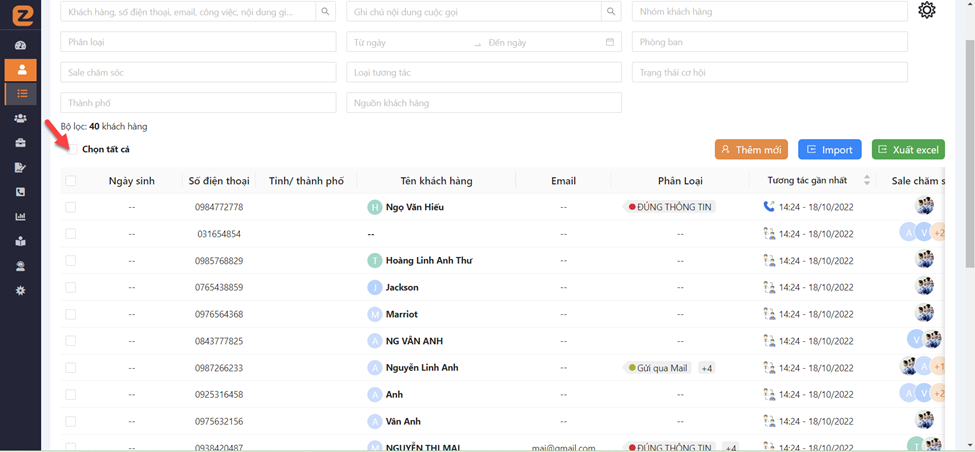 Khách hàng, số điện thoại, email, công việc, nội dung gi... Ghi chú nội dung cuộc gọi Nhóm khách hàng
Phân loại Từ ngày → Đến ngày Phòng ban
Sale chăm sóc Loại tương tác Trạng thái cơ hội
Thành phố Nguồn khách hàng
Bộ lọc: 40 khách hàng
Chọn tất cả Thêm mới Import Xuất excel
Ngày sinh Số điện thoại Tỉnh/ thành phố Tên khách hàng Email Phân Loại Tương tác gần nhất Sale chăm s
-- 0984772778 -- H Ngọ Văn Hiếu -- ĐÚNG THÔNG TIN 14:24 - 18/10/2022
-- 031654854 -- -- -- -- 14:24 - 18/10/2022 A V +2
-- 0985768829 -- T Hoàng Linh Anh Thư -- -- 14:24 - 18/10/2022
-- 0765438859 -- J Jackson -- -- 14:24 - 18/10/2022
-- 0976564368 -- M Marriot -- -- 14:24 - 18/10/2022
-- 0843777825 -- A NG VÂN ANH -- -- 14:24 - 18/10/2022 V
-- 0987266233 -- A Nguyễn Linh Anh -- Gửi qua Mail +4 14:24 - 18/10/2022 A +1
-- 0925316458 -- A Anh -- -- 14:24 - 18/10/2022 A V +2
-- 0975632156 -- A Vân Anh -- -- 14:24 - 18/10/2022
-- 0938420487 -- M NGUYỄN THỊ MAI mai@gmail.com ĐÚNG THÔNG TIN +4 14:24 - 18/10/2022 T